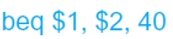 beq $1, $2, 40